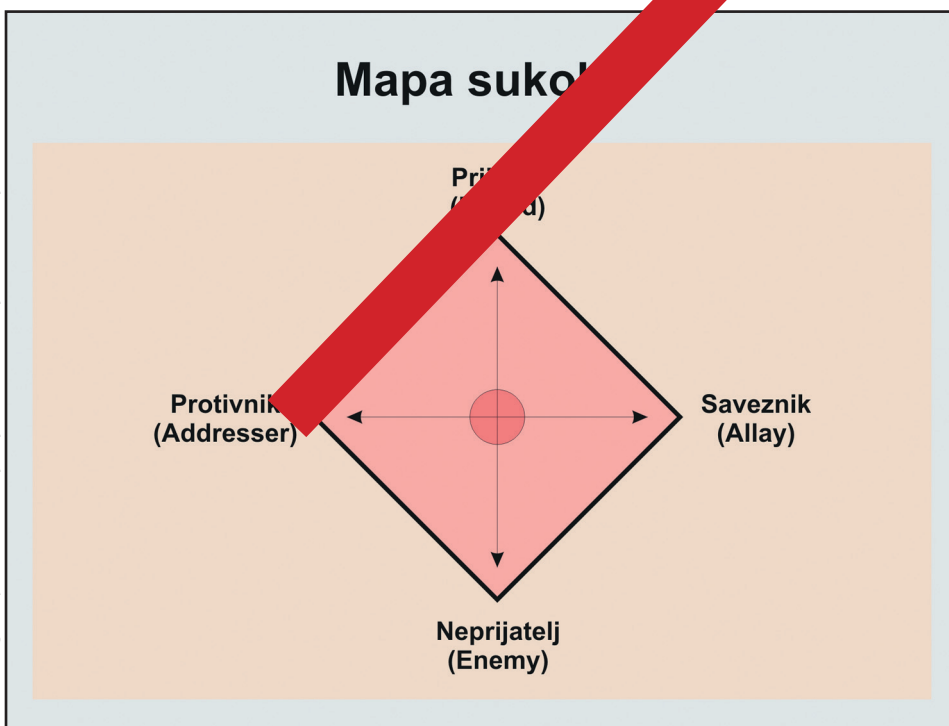 Mapa
Protivnik
(Addresser)
Saveznik
(Allay)
Neprijatelj
(Enemy)